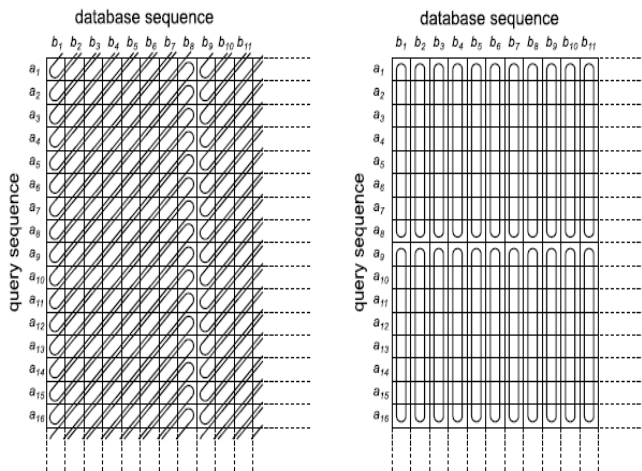 database sequence
b1 b2 b3 b4 b5 b6 b7 b8 b9 b10 b11
query sequence
a1
a2
a3
a4
a5
a6
a7
a8
a9
a10
a11
a12
a13
a14
a15
a16
database sequence
b1 b2 b3 b4 b5 b6 b7 b8 b9 b10 b11
query sequence
a1
a2
a3
a4
a5
a6
a7
a8
a9
a10
a11
a12
a13
a14
a15
a16